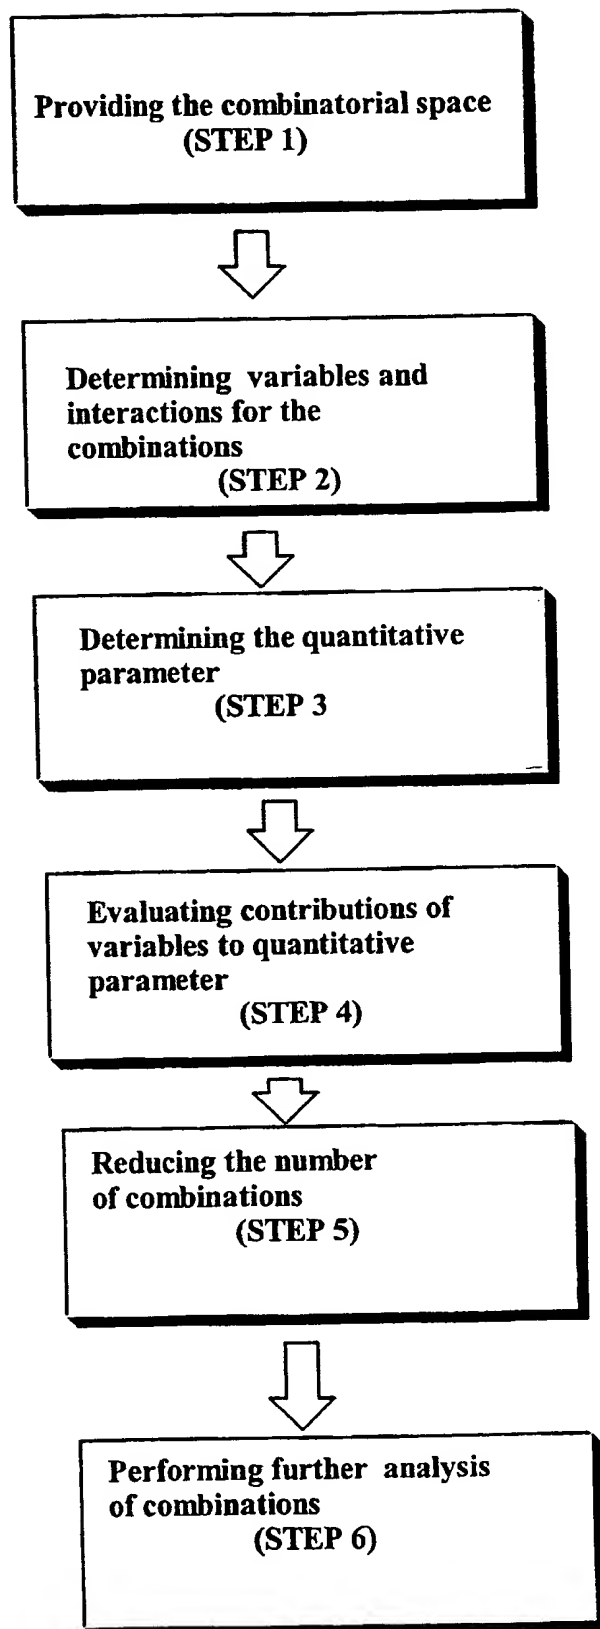 Providing the combinatorial space
(STEP 1)
Determining variables and
interactions for the
combinations
(STEP 2)
Determining the quantitative
parameter
(STEP 3
Evaluating contributions of
variables to quantitative
parameter
(STEP 4)
Reducing the number
of combinations
(STEP 5)
Performing further analysis
of combinations
(STEP 6)